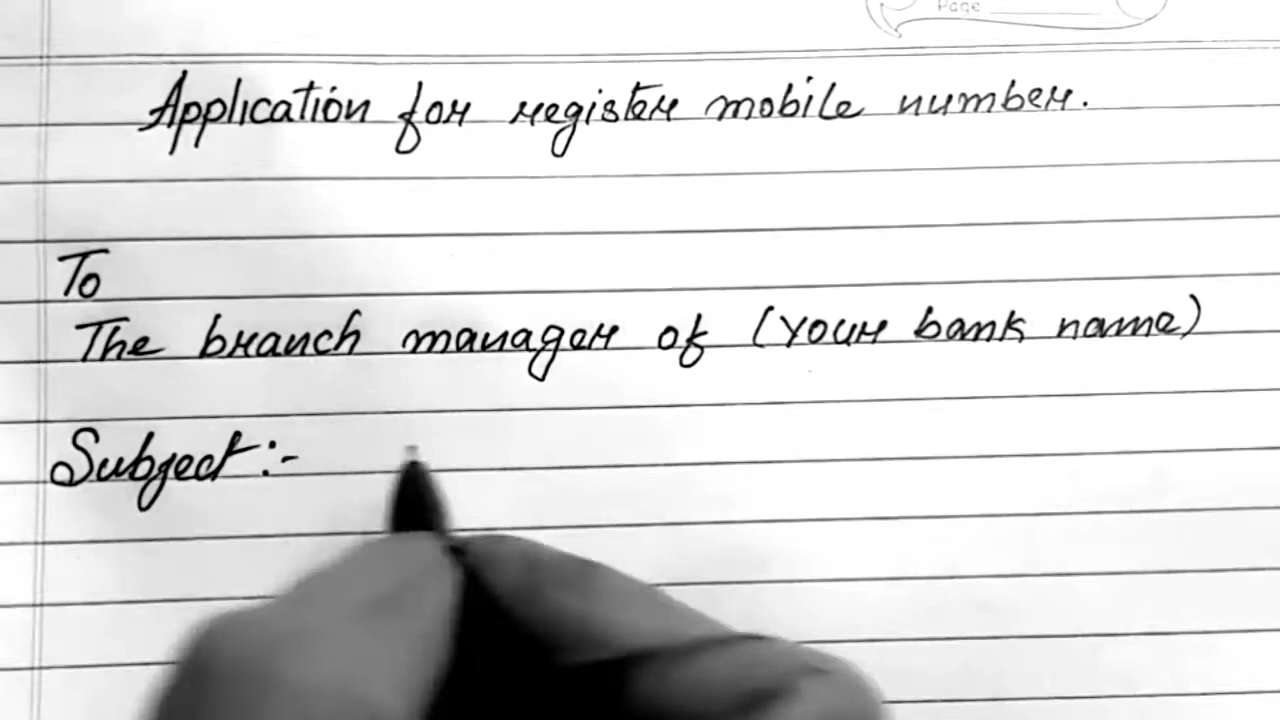 Page
Application for register mobile number.
To
The branch manager of (Your bank name)
Subject:-